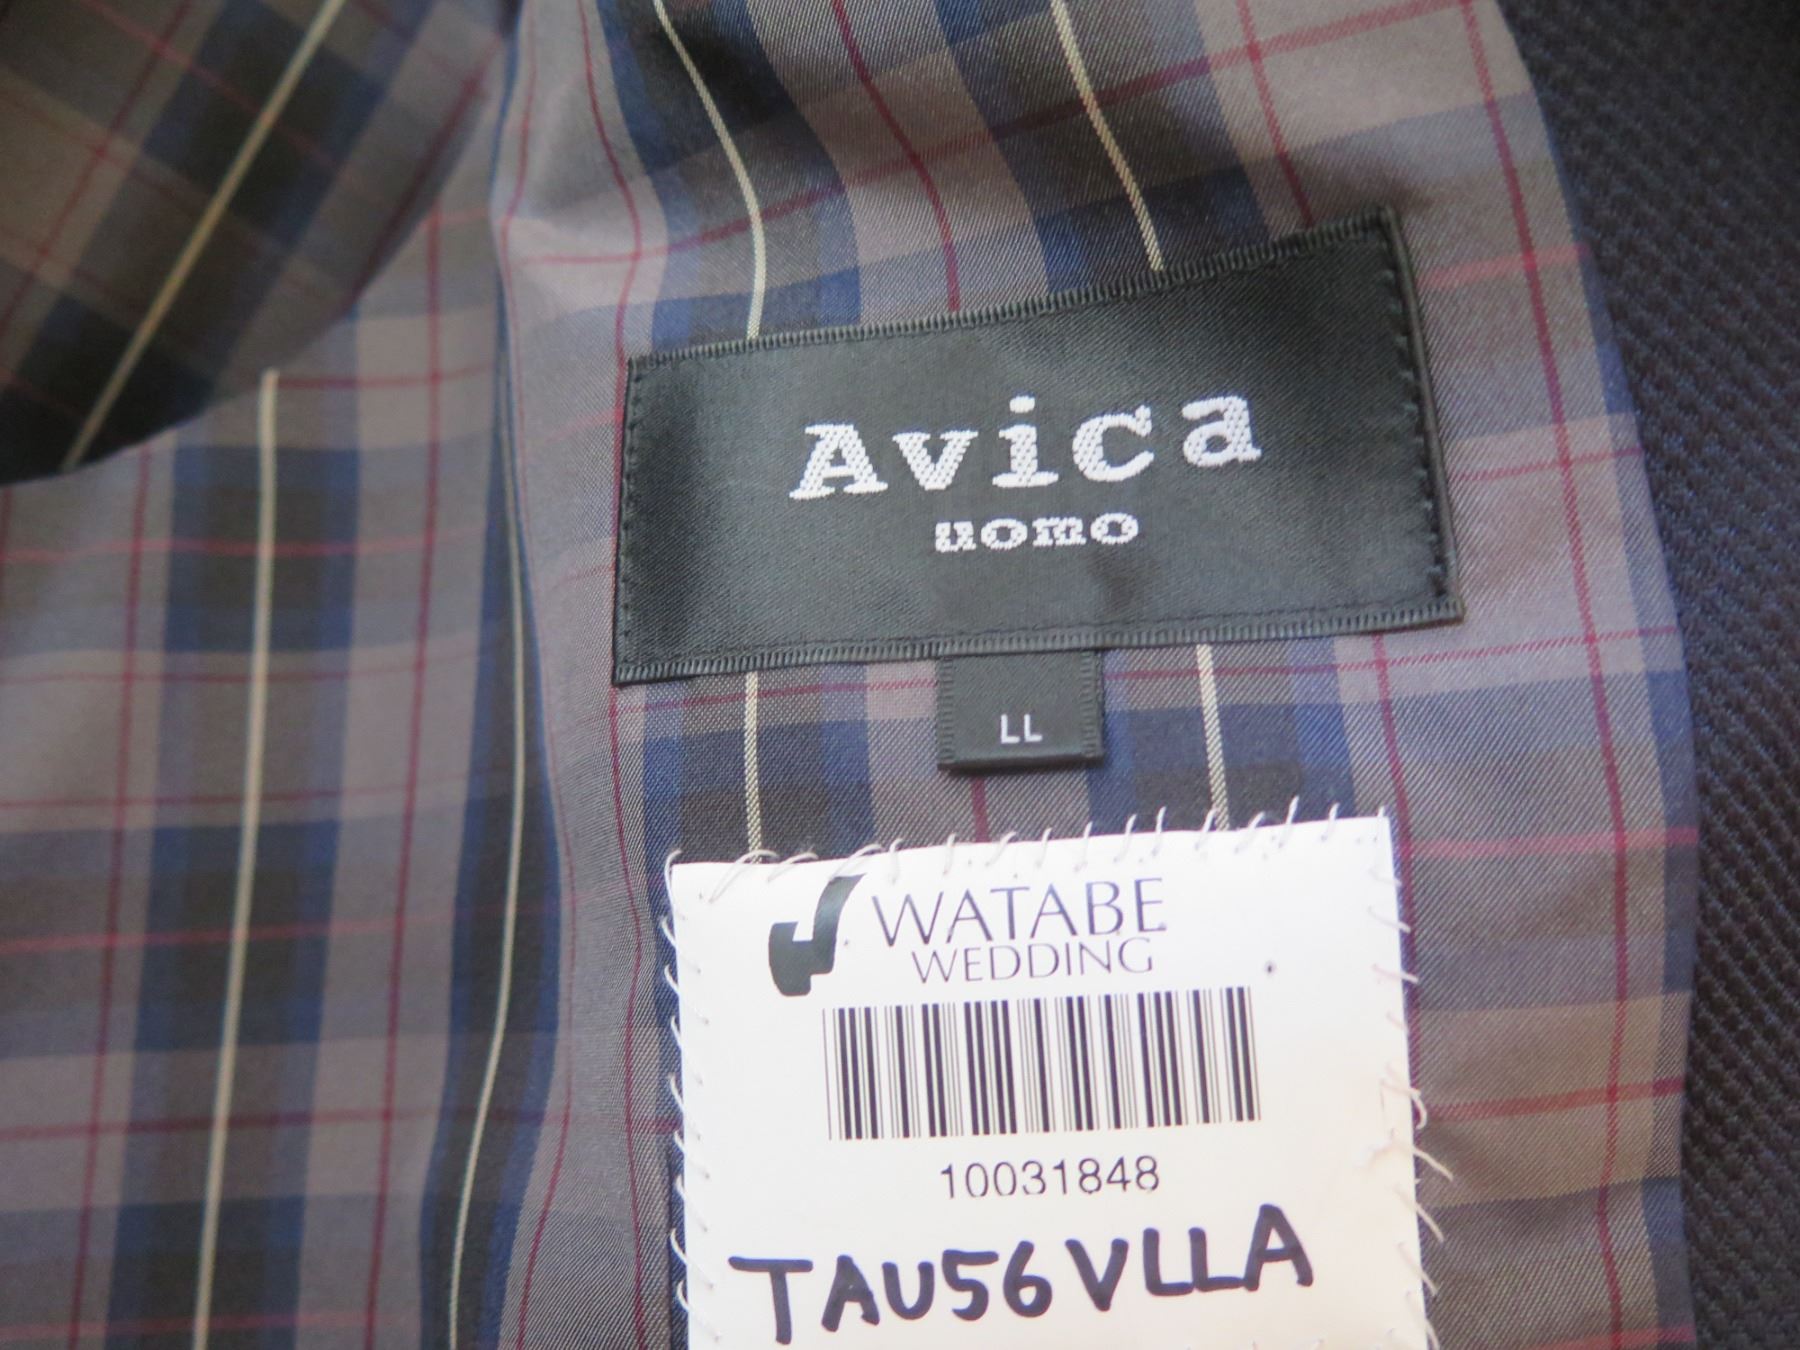 Avica
uomo
LL
WATABE
WEDDING
10031848
TAU56VLLA